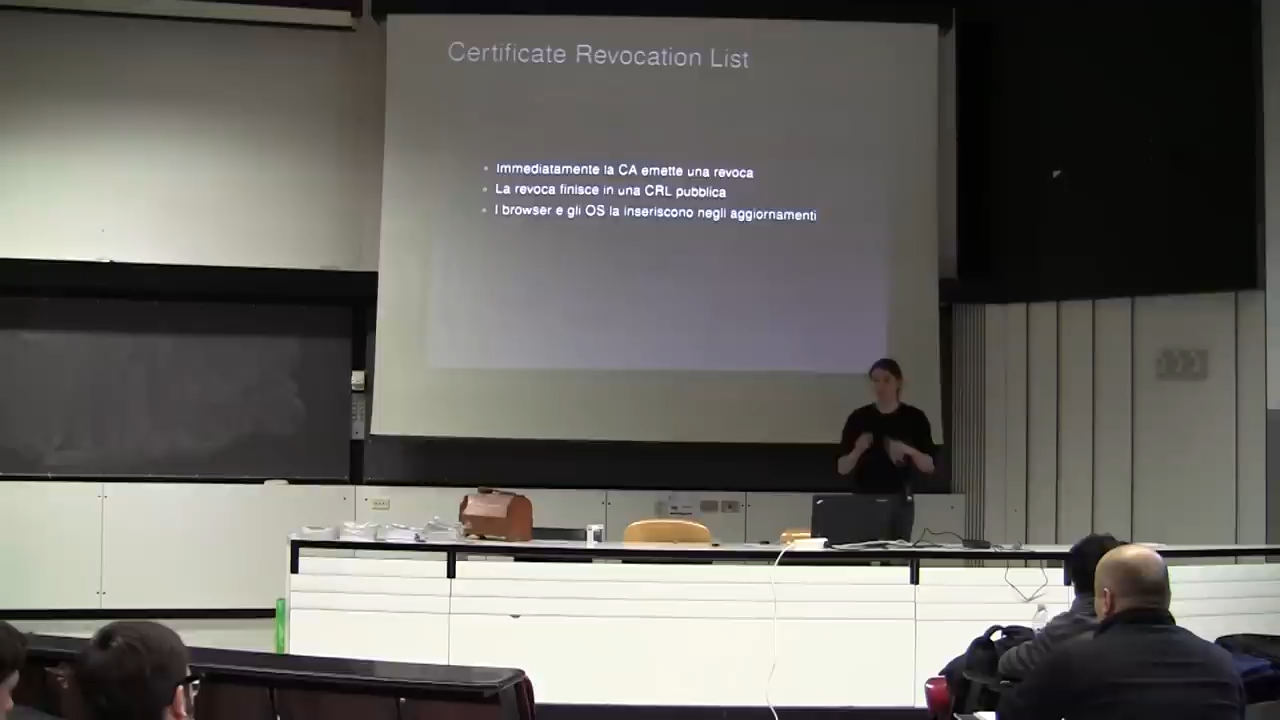 Certificate Revocation List
Immediatamente la CA emette una revoca
La revoca finisce in una CRL pubblica
I browser e gli OS la inseriscono negli aggiornamenti